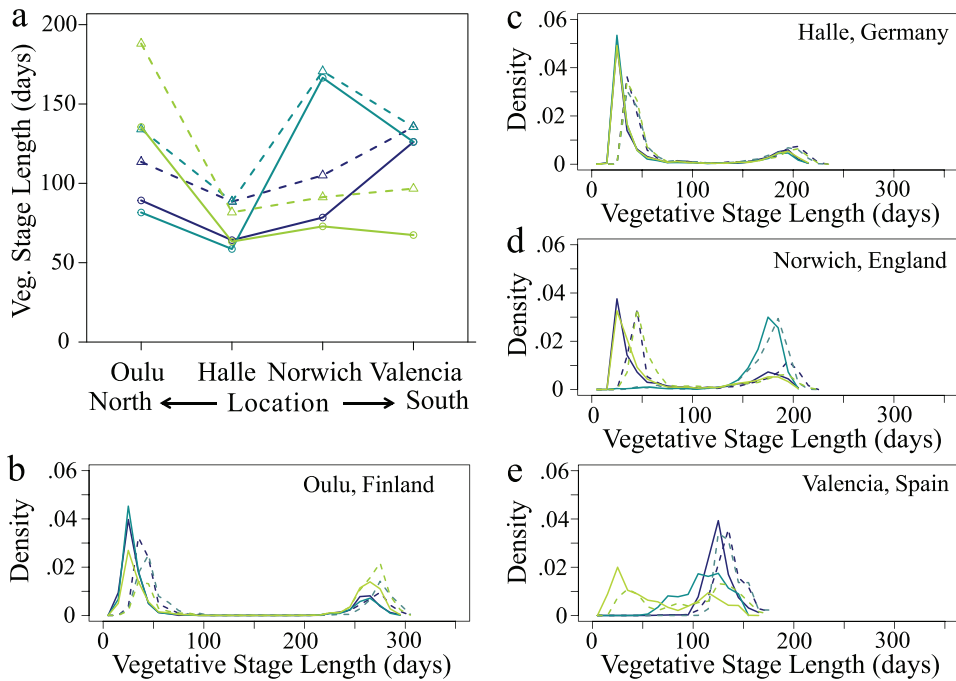 a
Veg. Stage Length (days)
200
150
100
50
0
Oulu Halle Norwich Valencia
North Location South
b
Oulu, Finland
Density
.06
.04
.02
0
0 100 200 300
Vegetative Stage Length (days)
c
Halle, Germany
Density
.06
.04
.02
0
0 100 200 300
Vegetative Stage Length (days)
d
Norwich, England
Density
.06
.04
.02
0
0 100 200 300
Vegetative Stage Length (days)
e
Valencia, Spain
Density
.06
.04
.02
0
0 100 200 300
Vegetative Stage Length (days)